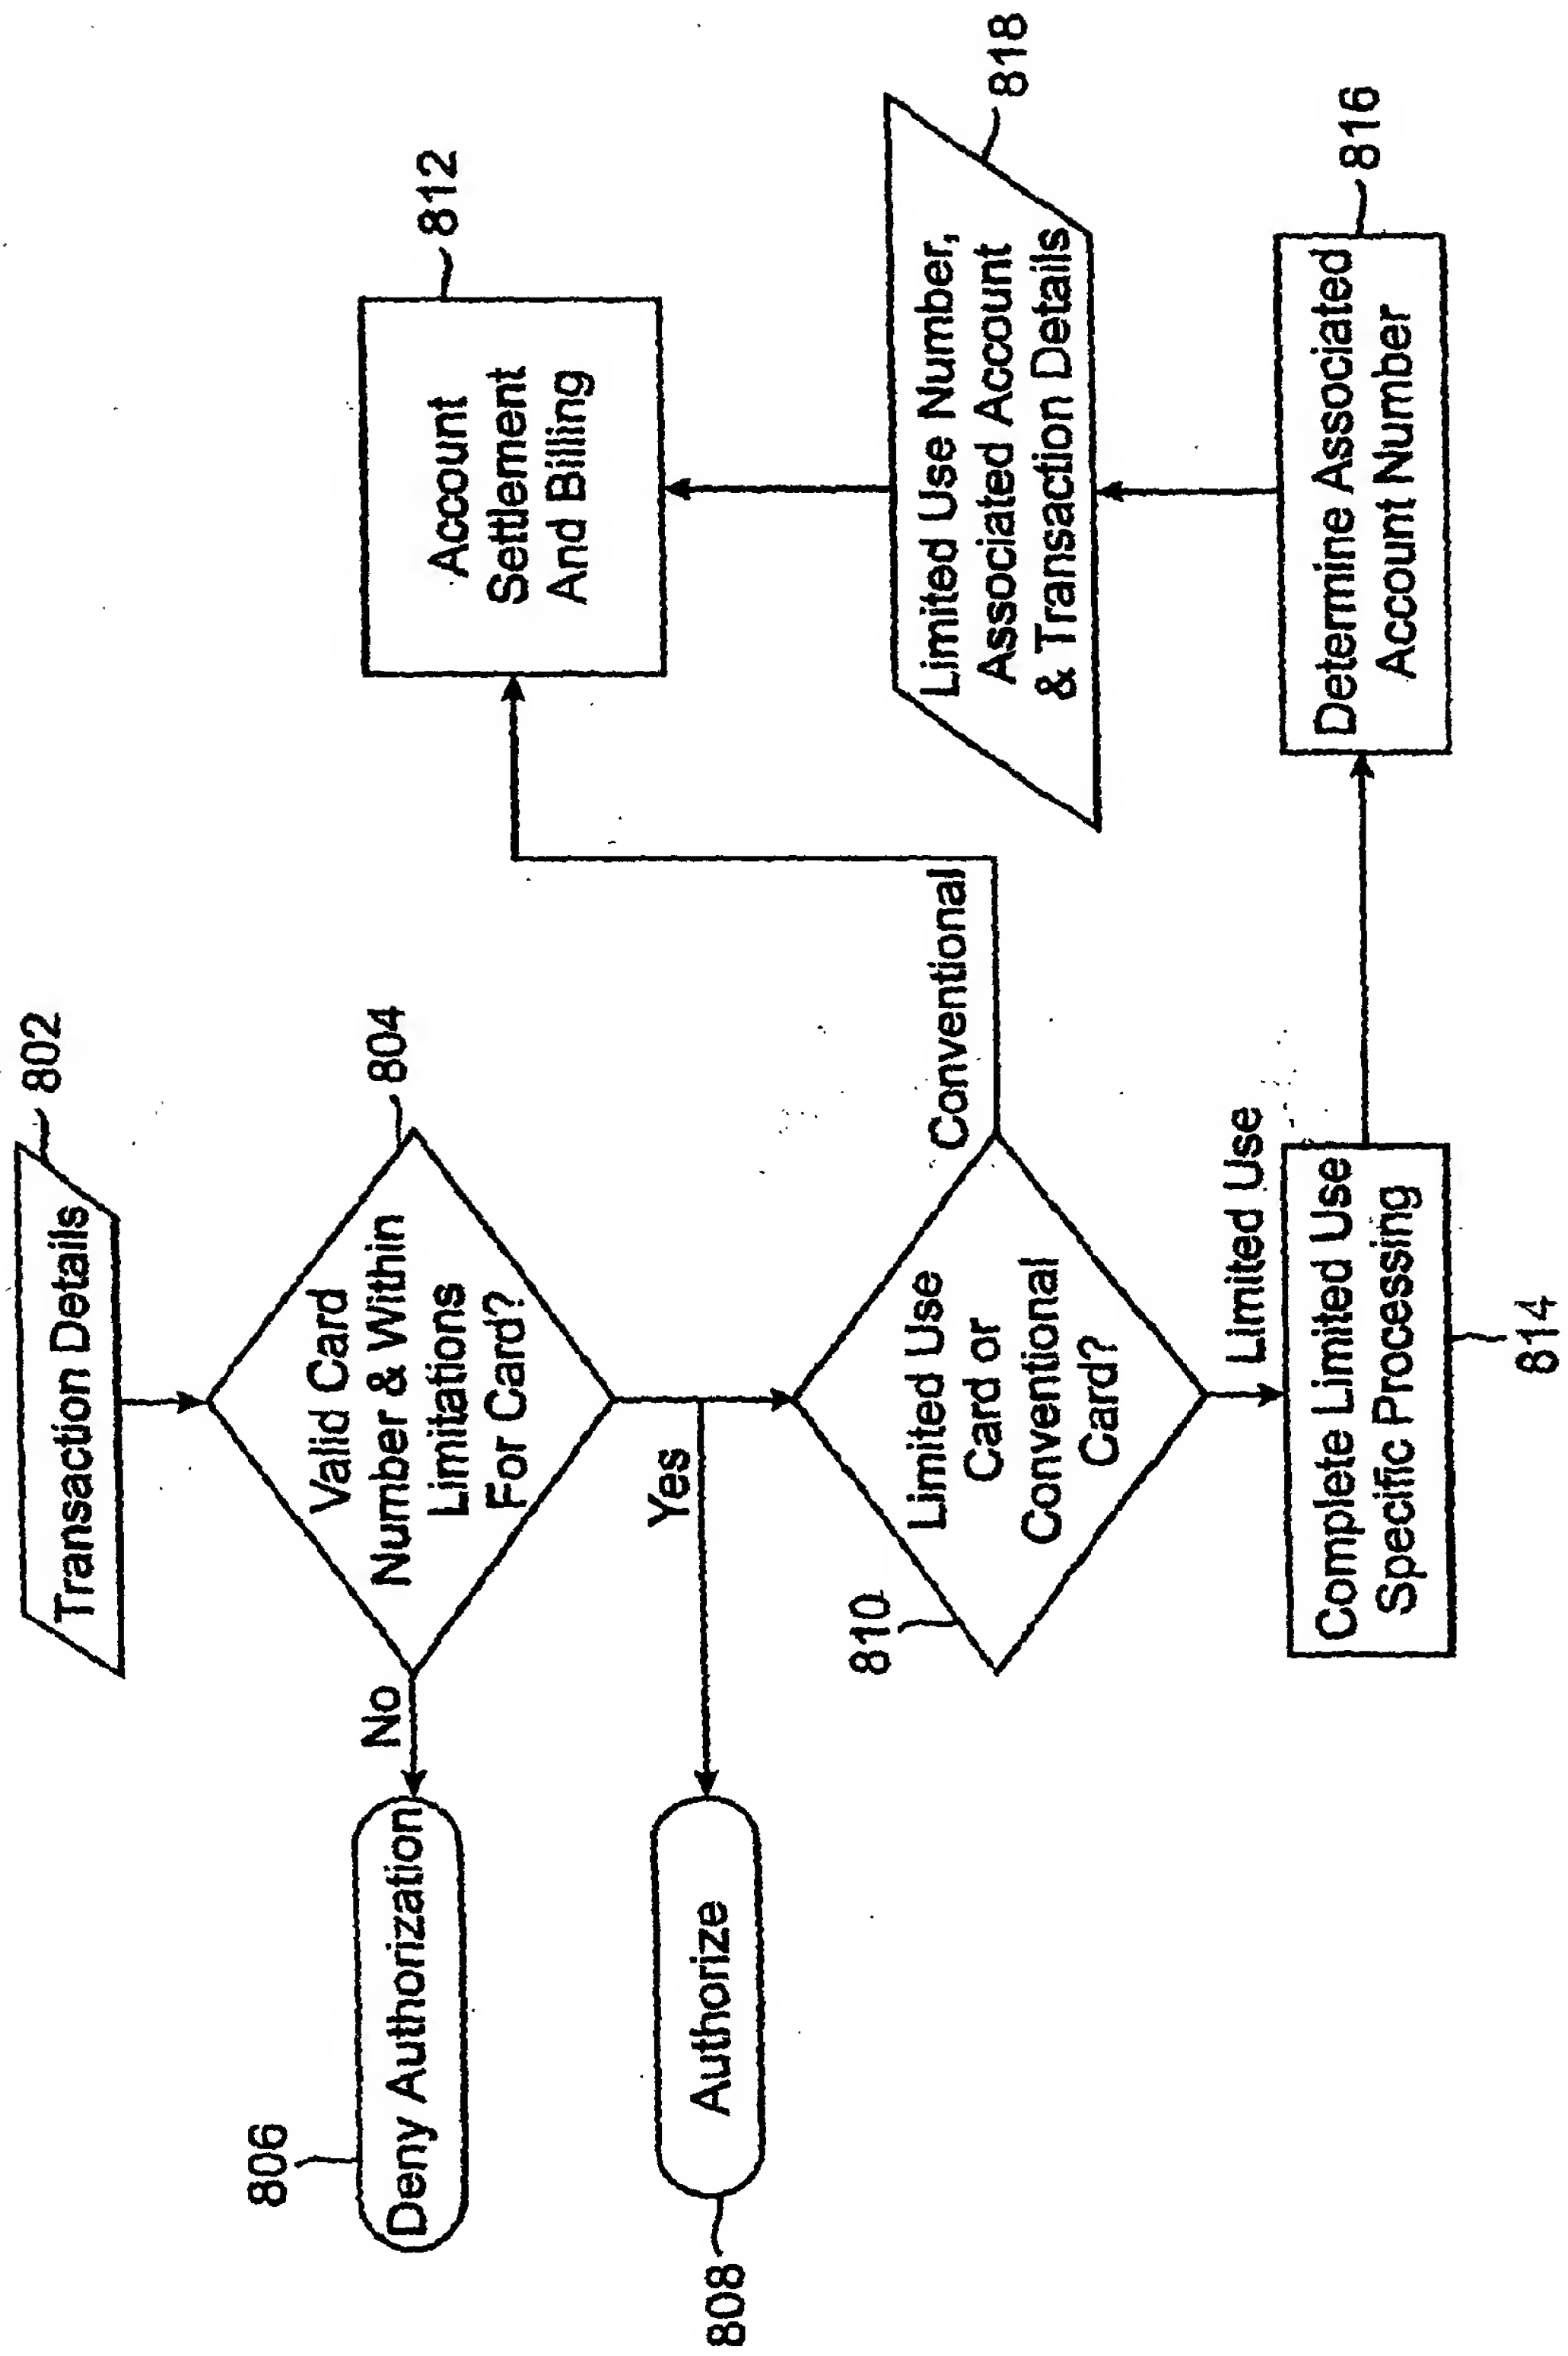 802
Transaction Details
804
Valid Card
Number & Within
Limitations
For Card?
No
806
Deny Authorization
Yes
808
Authorize
810
Limited Use
Card or
Conventional
Card?
Conventional
812
Account
Settlement
And Billing
Limited Use
Complete Limited Use
Specific Processing
814
Determine Associated
Account Number
816
Limited Use Number,
Associated Account
& Transaction Details
818